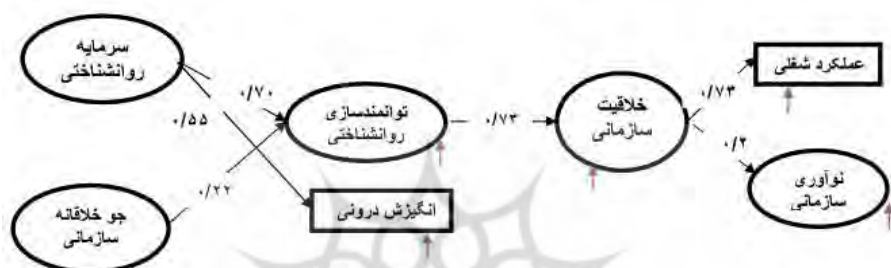 سرمایه
روانشناختی
۰/۷۰
۰/۵۵
توانمندسازی
روانشناختی
۰/۷۳
خلاقیت
سازمانی
۰/۷۳
عملکرد شغلی
۰/۲
نوآوری
سازمانی
۰/۲۲
انگیزش درونی
جو خلاقانه
سازمانی